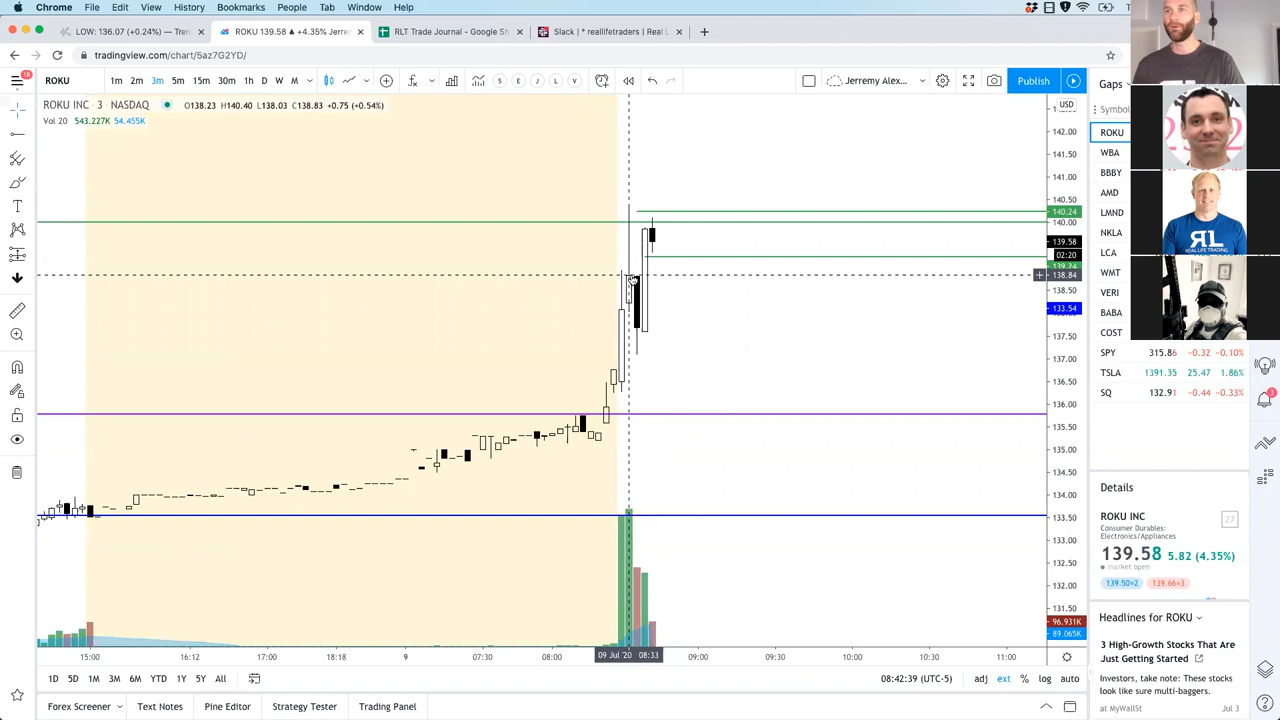 Chrome File Edit View History Bookmarks People Tab Window Help
LOW: 136.07 (+0.24%) — Tren
ROKU 139.58 ▲ +4.35% Jerrer
RLT Trade Journal - Google Sh
Slack | * reallifetraders | Real L
tradingview.com/chart/5az7G2YD/
18
ROKU 1m 2m 3m 5m 15m 30m 1h D W M
S E J L V
Jerremy Alex...
Publish
ROKU INC · 3 · NASDAQ O138.23 H140.40 L138.03 C138.83 +0.75 (+0.54%)
Vol 20 543.227K 54.455K
USD
142.00
141.50
141.00
140.50
140.24
140.00
139.58
02:20
139.24
138.84
138.50
133.54
137.50
137.00
136.50
136.00
135.50
135.00
134.50
134.00
133.50
133.00
132.50
132.00
131.50
96.931K
89.065K
15:00 16:12 17:00 18:18 9 07:30 08:00 09 Jul '20 08:33 09:00 09:30 10:00 10:30 11:00
1D 5D 1M 3M 6M YTD 1Y 5Y All
08:42:39 (UTC-5) adj ext % log auto
Forex Screener Text Notes Pine Editor Strategy Tester Trading Panel
Gaps
Symbol
ROKU
WBA
BBBY
AMD
LMND
NKLA
LCA
WMT
VERI
BABA
COST
SPY 315.86 −0.32 −0.10%
TSLA 1391.35 25.47 1.86%
SQ 132.91 −0.44 −0.33%
RL
REAL LIFE TRADING
3
Details
ROKU INC
27
Consumer Durables:
Electronics/Appliances
139.58 5.82 (4.35%)
market open
139.50×2 139.66×3
Headlines for ROKU
3 High-Growth Stocks That Are
Just Getting Started
Investors, take note: These stocks
look like sure multi-baggers.
at MyWallSt Jul 3